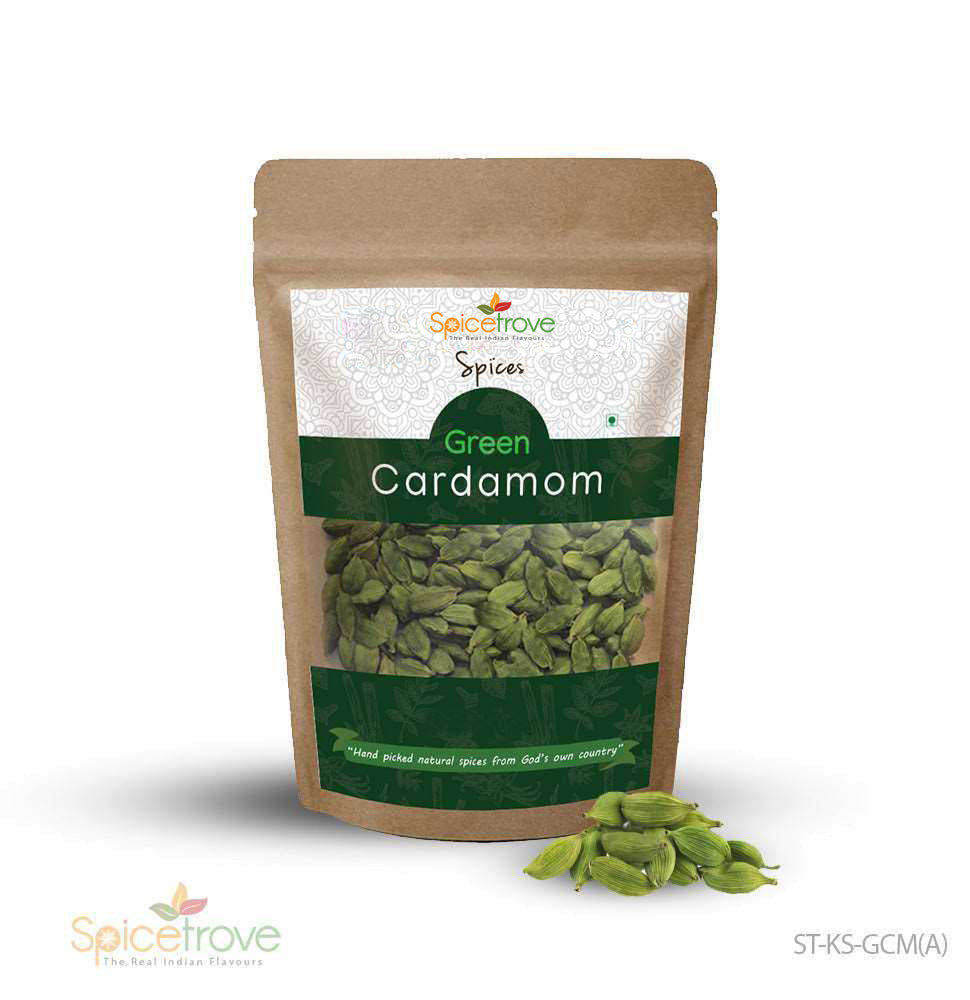 Spicetrove
The Real Indian Flavours
Spices
Green
Cardamom
"Hand picked natural spices from God's own country"
Spicetrove
The Real Indian Flavours
ST-KS-GCM(A)